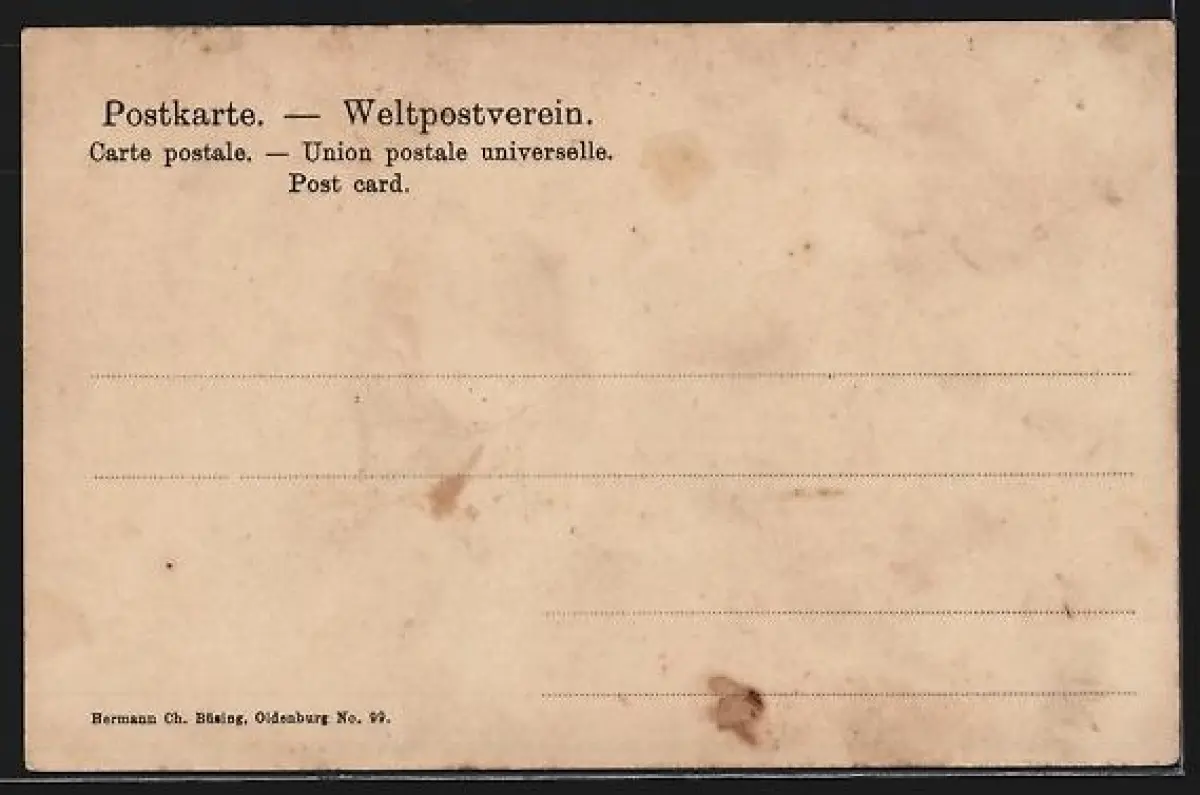 Postkarte. — Weltpostverein.
Carte postale. — Union postale universelle.
Post card.
Hermann Ch. Büsing, Oldenburg No. 99.